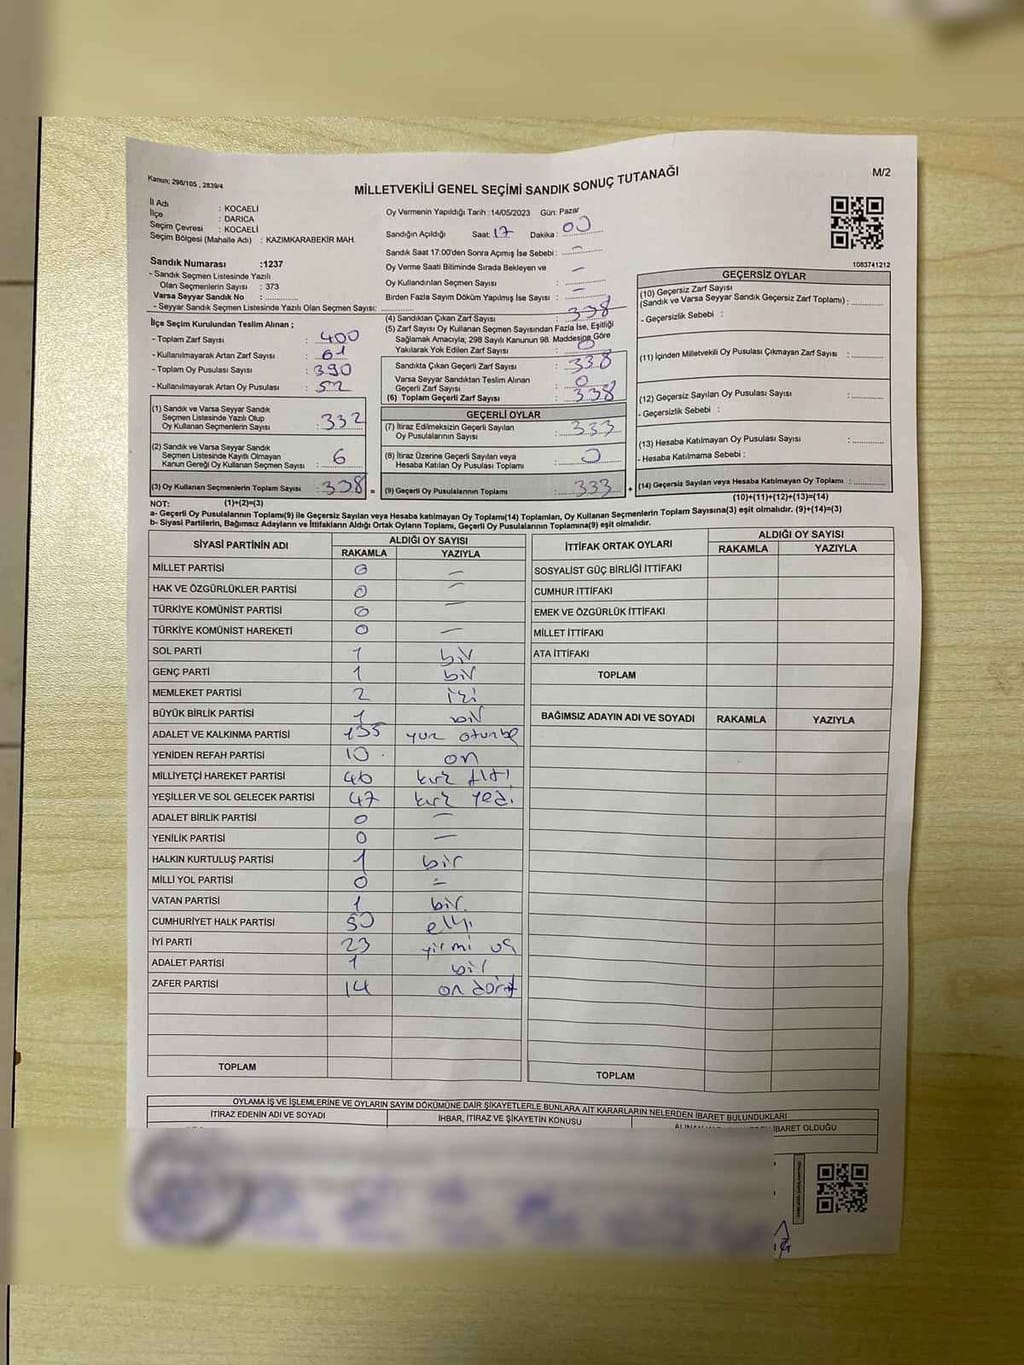 Kanun; 298/105 , 2839/4
MİLLETVEKİLİ GENEL SEÇİMİ SANDIK SONUÇ TUTANAĞI
M/2
İl Adı : KOCAELİ
İlçe : DARICA
Seçim Çevresi : KOCAELİ
Seçim Bölgesi (Mahalle Adı) : KAZIMKARABEKİR MAH.
Oy Vermenin Yapıldığı Tarih :14/05/2023 Gün: Pazar
Sandığın Açıldığı Saat: 17 Dakika: 00
Sandık Saat 17.00'den Sonra Açımış İse Sebebi: –
Oy Verme Saati Bitiminde Sırada Bekleyen ve
Oy Kullandırılan Seçmen Sayısı : –
Birden Fazla Sayım Döküm Yapılmış İse Sayısı : –
1083741212
Sandık Numarası :1237
- Sandık Seçmen Listesinde Yazılı
Olan Seçmenlerin Sayısı : 373
Varsa Seyyar Sandık No :
- Seyyar Sandık Seçmen Listesinde Yazılı Olan Seçmen Sayısı:
İlçe Seçim Kurulundan Teslim Alınan ;
- Toplam Zarf Sayısı : 400
- Kullanılmayarak Artan Zarf Sayısı : 61
- Toplam Oy Pusulası Sayısı : 390
- Kullanılmayarak Artan Oy Pusulası : 52
(1) Sandık ve Varsa Seyyar Sandık
Seçmen Listesinde Yazılı Olup
Oy Kullanan Seçmenlerin Sayısı : 332
(2) Sandık ve Varsa Seyyar Sandık
Seçmen Listesinde Kayıtlı Olmayan
Kanun Gereği Oy Kullanan Seçmen Sayısı : 6
(3) Oy Kullanan Seçmenlerin Toplam Sayısı : 338 =
(4) Sandıktan Çıkan Zarf Sayısı : 338
(5) Zarf Sayısı Oy Kullanan Seçmen Sayısından Fazla İse, Eşitliği
Sağlamak Amacıyla; 298 Sayılı Kanunun 98. Maddesine Göre
Yakılarak Yok Edilen Zarf Sayısı : 0
Sandıkta Çıkan Geçerli Zarf Sayısı : 338
Varsa Seyyar Sandıktan Teslim Alınan
Geçerli Zarf Sayısı : 0
(6) Toplam Geçerli Zarf Sayısı : 338
GEÇERLİ OYLAR
(7) İtiraz Edilmeksizin Geçerli Sayılan
Oy Pusulalarının Sayısı : 333
(8) İtiraz Üzerine Geçerli Sayılan veya
Hesaba Katılan Oy Pusulası Toplamı : 0
(9) Geçerli Oy Pusulalarının Toplamı : 333 +
GEÇERSİZ OYLAR
(10) Geçersiz Zarf Sayısı
(Sandık ve Varsa Seyyar Sandık Geçersiz Zarf Toplamı) :
- Geçersizlik Sebebi :
(11) İçinden Milletvekili Oy Pusulası Çıkmayan Zarf Sayısı :
(12) Geçersiz Sayılan Oy Pusulası Sayısı :
- Geçersizlik Sebebi :
(13) Hesaba Katılmayan Oy Pusulası Sayısı :
- Hesaba Katılmama Sebebi :
(14) Geçersiz Sayılan veya Hesaba Katılmayan Oy Toplamı :
NOT: (1)+(2)=(3)
(10)+(11)+(12)+(13)=(14)
a- Geçerli Oy Pusulalarının Toplamı(9) ile Geçersiz Sayılan veya Hesaba Katılmayan Oy Toplamı(14) Toplamları, Oy Kullanan Seçmenlerin Toplam Sayısına(3) eşit olmalıdır. (9)+(14)=(3)
b- Siyasi Partilerin, Bağımsız Adayların ve İttifakların Aldığı Ortak Oyların Toplamı, Geçerli Oy Pusulalarının Toplamına(9) eşit olmalıdır.
SİYASİ PARTİNİN ADI ALDIĞI OY SAYISI
RAKAMLA YAZIYLA
MİLLET PARTİSİ 0 –
HAK VE ÖZGÜRLÜKLER PARTİSİ 0 –
TÜRKİYE KOMÜNİST PARTİSİ 0 –
TÜRKİYE KOMÜNİST HAREKETİ 0 –
SOL PARTİ 1 bir
GENÇ PARTİ 1 bir
MEMLEKET PARTİSİ 2 iki
BÜYÜK BİRLİK PARTİSİ 1 bir
ADALET VE KALKINMA PARTİSİ 135 yüz otuzbeş
YENİDEN REFAH PARTİSİ 10 on
MİLLİYETÇİ HAREKET PARTİSİ 46 kırk Altı
YEŞİLLER VE SOL GELECEK PARTİSİ 47 kırk Yedi
ADALET BİRLİK PARTİSİ 0 –
YENİLİK PARTİSİ 0 –
HALKIN KURTULUŞ PARTİSİ 1 bir
MİLLİ YOL PARTİSİ 0 –
VATAN PARTİSİ 1 bir
CUMHURİYET HALK PARTİSİ 50 elli
İYİ PARTİ 23 yirmi üç
ADALET PARTİSİ 1 bir
ZAFER PARTİSİ 14 on dört
TOPLAM
İTTİFAK ORTAK OYLARI ALDIĞI OY SAYISI
RAKAMLA YAZIYLA
SOSYALİST GÜÇ BİRLİĞİ İTTİFAKI
CUMHUR İTTİFAKI
EMEK VE ÖZGÜRLÜK İTTİFAKI
MİLLET İTTİFAKI
ATA İTTİFAKI
TOPLAM
BAĞIMSIZ ADAYIN ADI VE SOYADI RAKAMLA YAZIYLA
TOPLAM
OYLAMA İŞ VE İŞLEMLERİNE VE OYLARIN SAYIM DÖKÜMÜNE DAİR ŞİKAYETLERLE BUNLARA AİT KARARLARIN NELERDEN İBARET BULUNDUKLARI
İTİRAZ EDENİN ADI VE SOYADI
İHBAR, İTİRAZ VE ŞİKAYETİN KONUSU
İBARET OLDUĞU